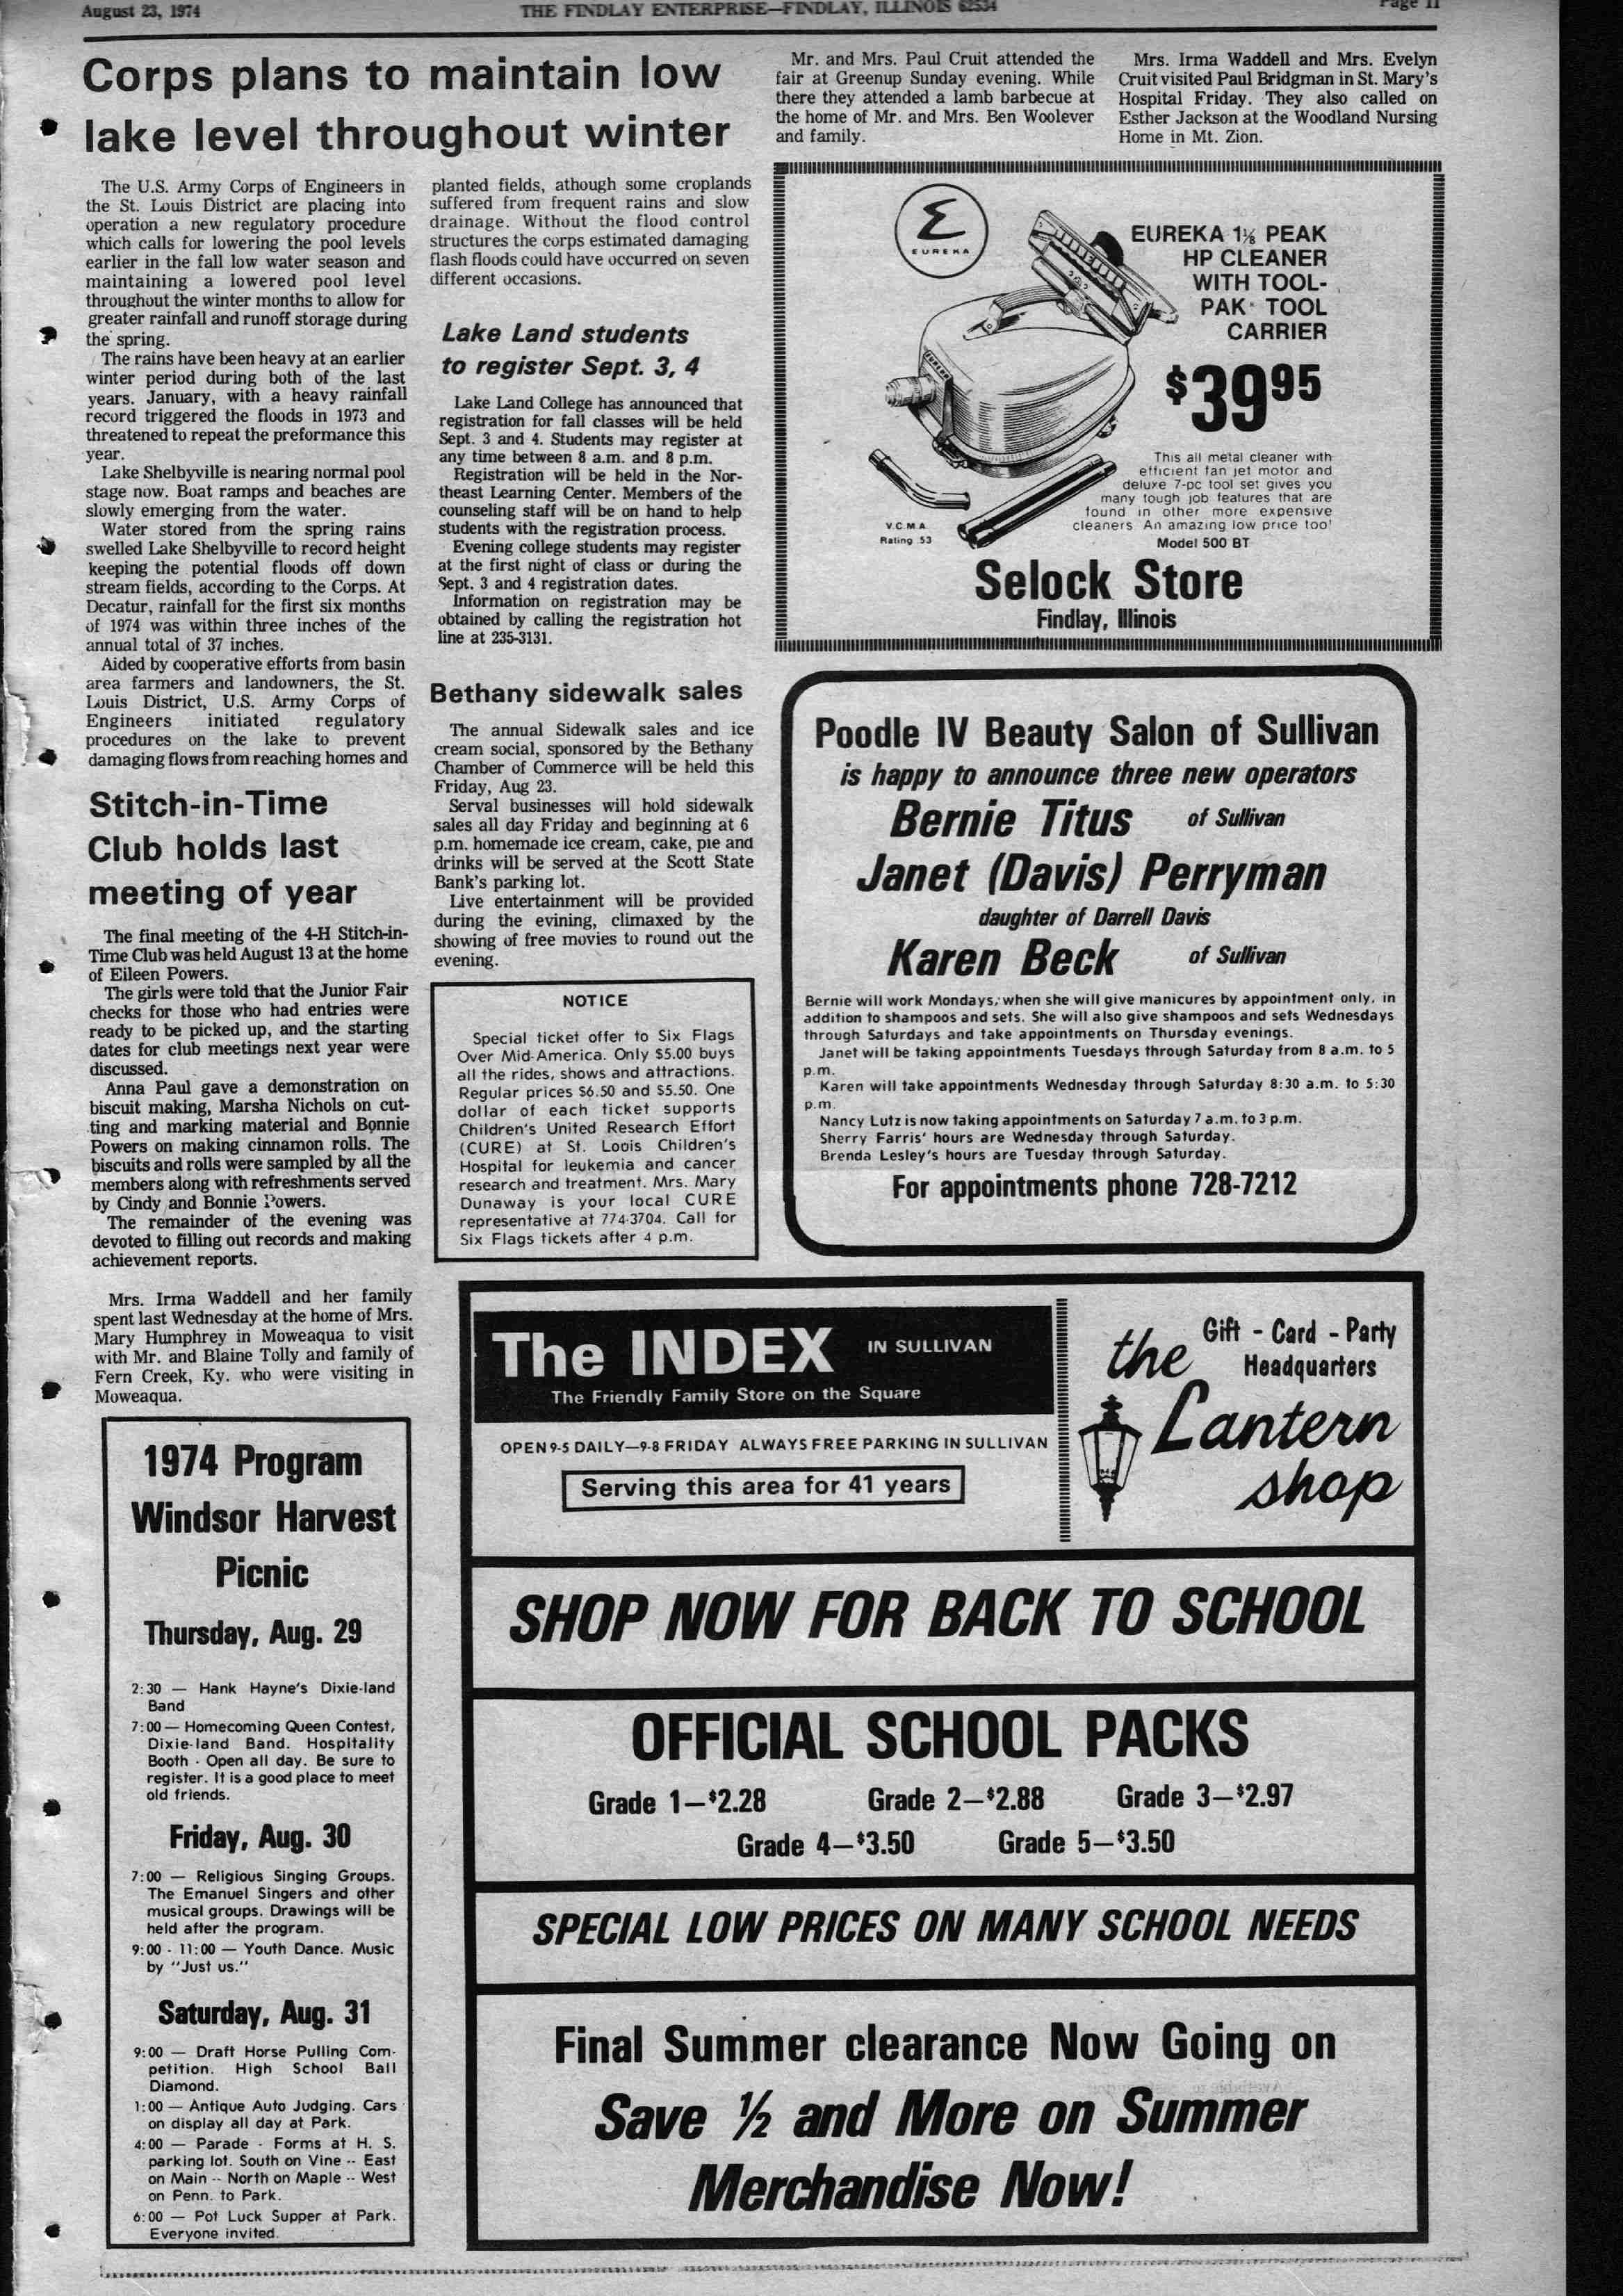 August 23, 1974
THE FINDLAY ENTERPRISE—FINDLAY, ILLINOIS 62534
Page 11
Corps plans to maintain low
lake level throughout winter
The U.S. Army Corps of Engineers in
the St. Louis District are placing into
operation a new regulatory procedure
which calls for lowering the pool levels
earlier in the fall low water season and
maintaining a lowered pool level
throughout the winter months to allow for
greater rainfall and runoff storage during
the spring.
The rains have been heavy at an earlier
winter period during both of the last
years. January, with a heavy rainfall
record triggered the floods in 1973 and
threatened to repeat the preformance this
year.
Lake Shelbyville is nearing normal pool
stage now. Boat ramps and beaches are
slowly emerging from the water.
Water stored from the spring rains
swelled Lake Shelbyville to record height
keeping the potential floods off down
stream fields, according to the Corps. At
Decatur, rainfall for the first six months
of 1974 was within three inches of the
annual total of 37 inches.
Aided by cooperative efforts from basin
area farmers and landowners, the St.
Louis District, U.S. Army Corps of
Engineers initiated regulatory
procedures on the lake to prevent
damaging flows from reaching homes and
planted fields, athough some croplands
suffered from frequent rains and slow
drainage. Without the flood control
structures the corps estimated damaging
flash floods could have occurred on seven
different occasions.
Stitch-in-Time
Club holds last
meeting of year
The final meeting of the 4-H Stitch-in-
Time Club was held August 13 at the home
of Eileen Powers.
The girls were told that the Junior Fair
checks for those who had entries were
ready to be picked up, and the starting
dates for club meetings next year were
discussed.
Anna Paul gave a demonstration on
biscuit making, Marsha Nichols on cut-
ting and marking material and Bonnie
Powers on making cinnamon rolls. The
biscuits and rolls were sampled by all the
members along with refreshments served
by Cindy and Bonnie Powers.
The remainder of the evening was
devoted to filling out records and making
achievement reports.
Mrs. Irma Waddell and her family
spent last Wednesday at the home of Mrs.
Mary Humphrey in Moweaqua to visit
with Mr. and Blaine Tolly and family of
Fern Creek, Ky. who were visiting in
Moweaqua.
1974 Program
Windsor Harvest
Picnic
Thursday, Aug. 29
2:30 — Hank Hayne's Dixie-land
Band
7:00 — Homecoming Queen Contest,
Dixie-land Band. Hospitality
Booth - Open all day. Be sure to
register. It is a good place to meet
old friends.
Friday, Aug. 30
7:00 — Religious Singing Groups.
The Emanuel Singers and other
musical groups. Drawings will be
held after the program.
9:00 - 11:00 — Youth Dance. Music
by "Just us."
Saturday, Aug. 31
9:00 — Draft Horse Pulling Com-
petition. High School Ball
Diamond.
1:00 — Antique Auto Judging. Cars
on display all day at Park.
4:00 — Parade - Forms at H. S.
parking lot. South on Vine -- East
on Main -- North on Maple -- West
on Penn. to Park.
6:00 — Pot Luck Supper at Park.
Everyone invited.
Lake Land students
to register Sept. 3, 4
Lake Land College has announced that
registration for fall classes will be held
Sept. 3 and 4. Students may register at
any time between 8 a.m. and 8 p.m.
Registration will be held in the Nor-
theast Learning Center. Members of the
counseling staff will be on hand to help
students with the registration process.
Evening college students may register
at the first night of class or during the
Sept. 3 and 4 registration dates.
Information on registration may be
obtained by calling the registration hot
line at 235-3131.
Bethany sidewalk sales
The annual Sidewalk sales and ice
cream social, sponsored by the Bethany
Chamber of Commerce will be held this
Friday, Aug 23.
Serval businesses will hold sidewalk
sales all day Friday and beginning at 6
p.m. homemade ice cream, cake, pie and
drinks will be served at the Scott State
Bank's parking lot.
Live entertainment will be provided
during the evining, climaxed by the
showing of free movies to round out the
evening.
NOTICE
Special ticket offer to Six Flags
Over Mid-America. Only $5.00 buys
all the rides, shows and attractions.
Regular prices $6.50 and $5.50. One
dollar of each ticket supports
Children's United Research Effort
(CURE) at St. Loois Children's
Hospital for leukemia and cancer
research and treatment. Mrs. Mary
Dunaway is your local CURE
representative at 774-3704. Call for
Six Flags tickets after 4 p.m.
Mr. and Mrs. Paul Cruit attended the
fair at Greenup Sunday evening. While
there they attended a lamb barbecue at
the home of Mr. and Mrs. Ben Woolever
and family.
Mrs. Irma Waddell and Mrs. Evelyn
Cruit visited Paul Bridgman in St. Mary's
Hospital Friday. They also called on
Esther Jackson at the Woodland Nursing
Home in Mt. Zion.
E
EUREKA
EUREKA 1⅛ PEAK
HP CLEANER
WITH TOOL-
PAK TOOL
CARRIER
$39 95
This all metal cleaner with
efficient fan jet motor and
deluxe 7-pc tool set gives you
many tough job features that are
found in other more expensive
cleaners An amazing low price too!
Model 500 BT
V.C.M.A.
Rating .53
Selock Store
Findlay, Illinois
Poodle IV Beauty Salon of Sullivan
is happy to announce three new operators
Bernie Titus of Sullivan
Janet (Davis) Perryman
daughter of Darrell Davis
Karen Beck of Sullivan
Bernie will work Mondays, when she will give manicures by appointment only, in
addition to shampoos and sets. She will also give shampoos and sets Wednesdays
through Saturdays and take appointments on Thursday evenings.
Janet will be taking appointments Tuesdays through Saturday from 8 a.m. to 5
p.m.
Karen will take appointments Wednesday through Saturday 8:30 a.m. to 5:30
p.m.
Nancy Lutz is now taking appointments on Saturday 7 a.m. to 3 p.m.
Sherry Farris' hours are Wednesday through Saturday.
Brenda Lesley's hours are Tuesday through Saturday.
For appointments phone 728-7212
The INDEX IN SULLIVAN
The Friendly Family Store on the Square
OPEN 9-5 DAILY—9-8 FRIDAY ALWAYS FREE PARKING IN SULLIVAN
Serving this area for 41 years
Gift - Card - Party
Headquarters
the
Lantern
shop
SHOP NOW FOR BACK TO SCHOOL
OFFICIAL SCHOOL PACKS
Grade 1—$2.28 Grade 2—$2.88 Grade 3—$2.97
Grade 4—$3.50 Grade 5—$3.50
SPECIAL LOW PRICES ON MANY SCHOOL NEEDS
Final Summer clearance Now Going on
Save ½ and More on Summer
Merchandise Now!